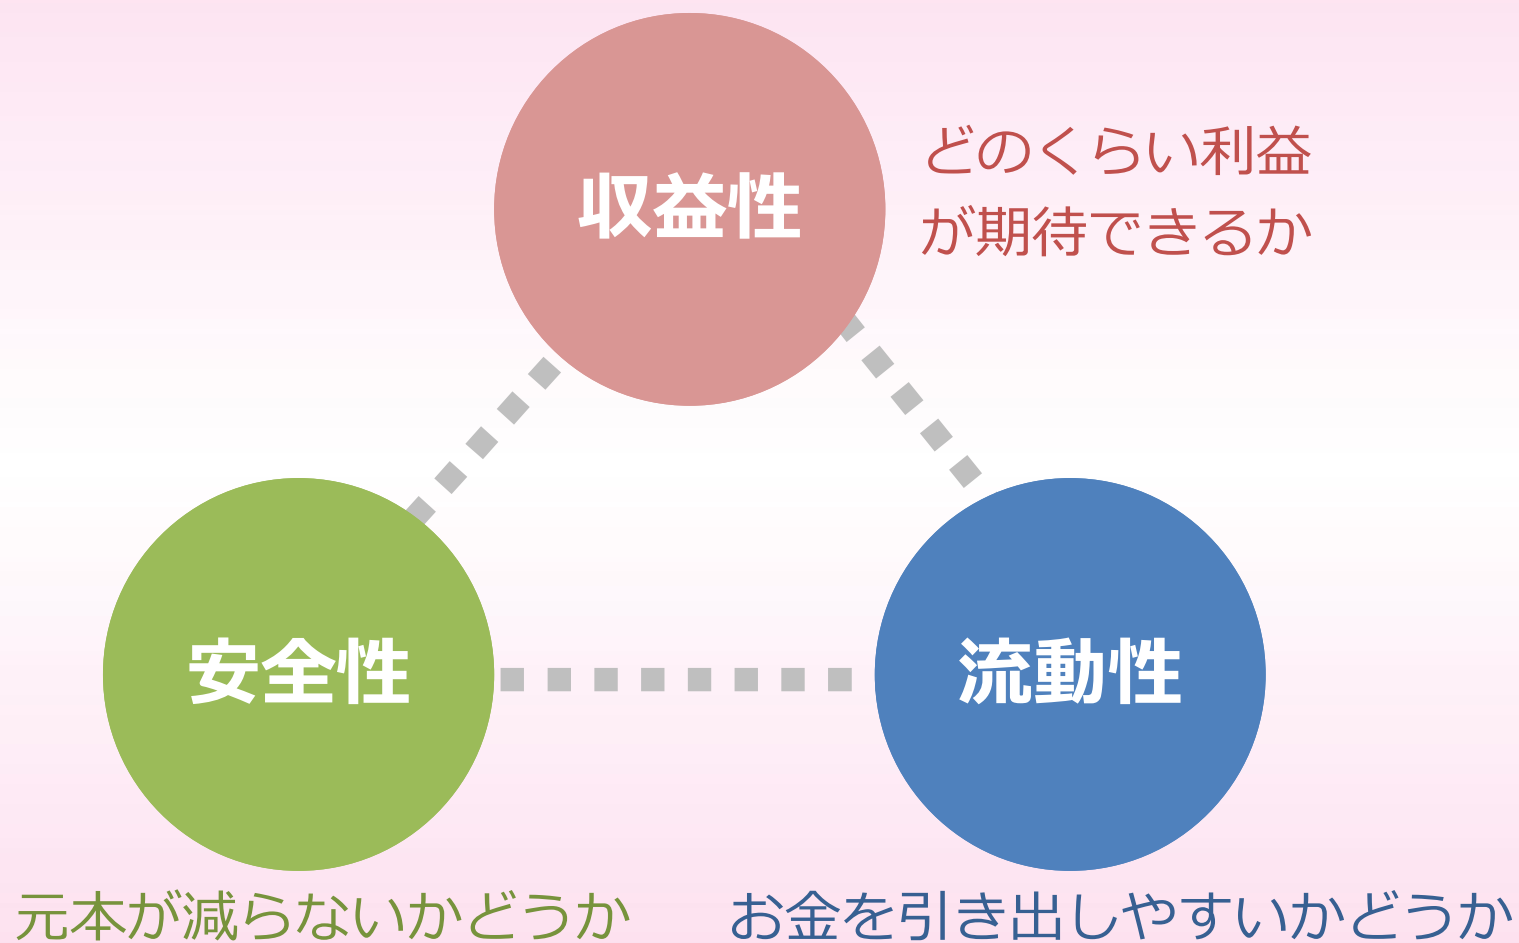 収益性
どのくらい利益
が期待できるか
安全性
流動性
元本が減らないかどうか
お金を引き出しやすいかどうか